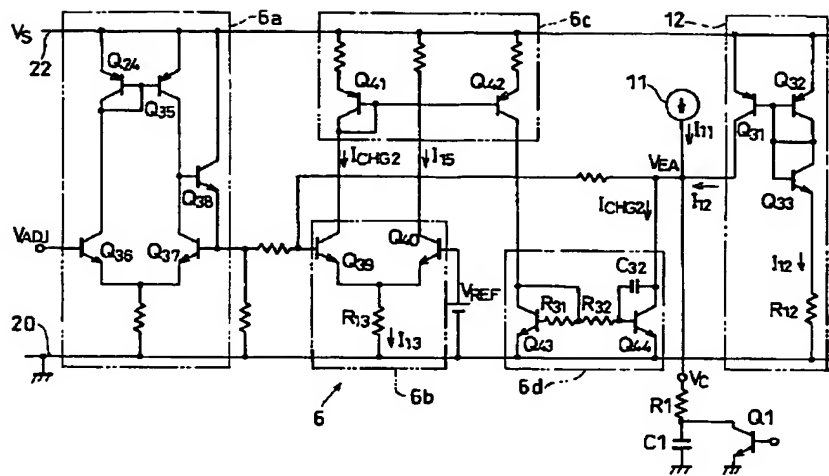 6a
6c
12
VS
22
Q24
Q35
Q41
Q42
11
I11
Q32
Q31
ICHG2
I15
VEA
I12
Q38
Q33
VADJ
Q36
Q37
Q39
Q40
ICHG2
C32
I12
VREF
R31
R32
R12
R13
I13
Q43
Q44
20
6
6b
6d
VC
R1
Q1
C1